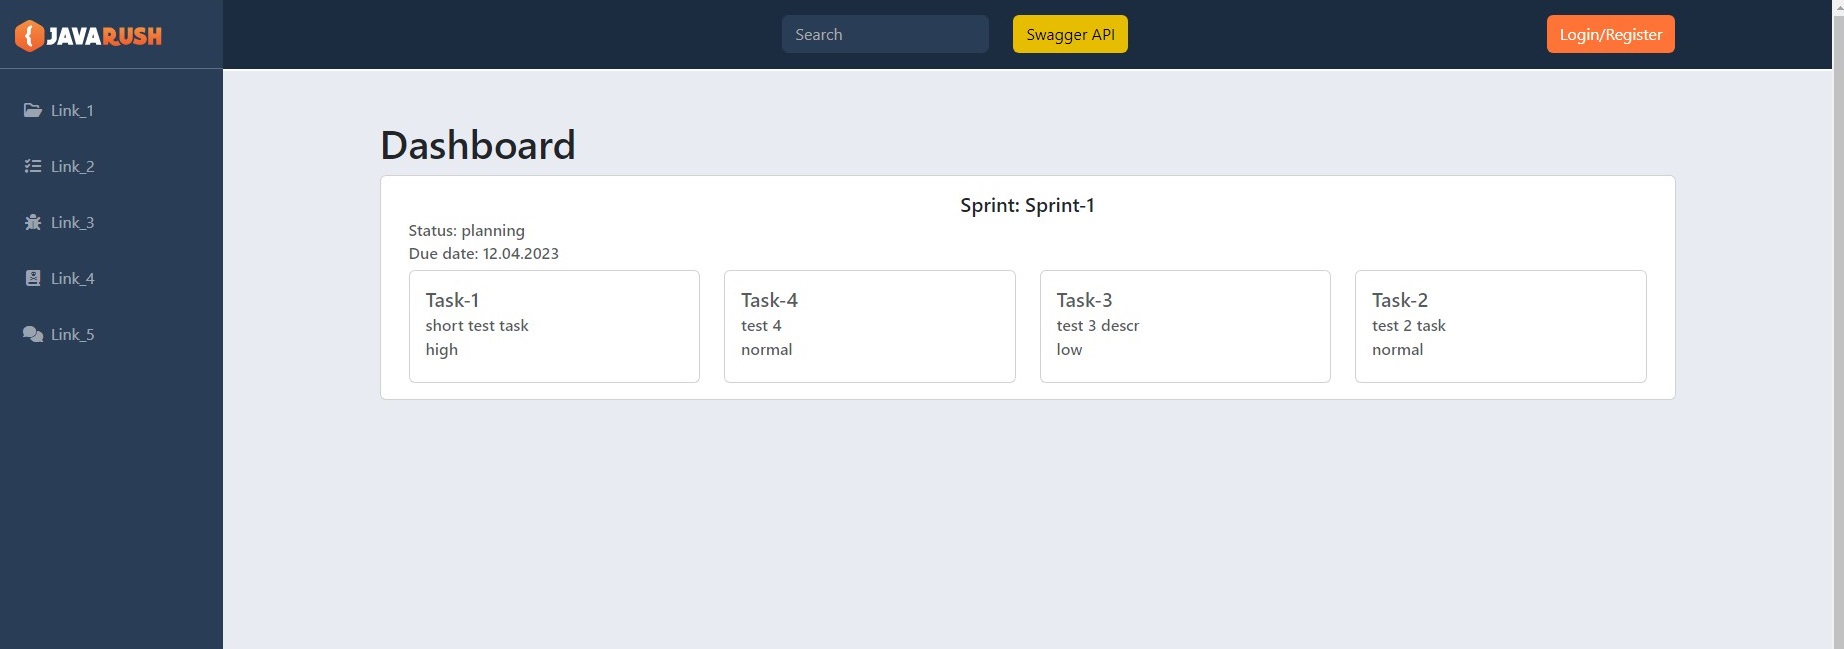 JAVARUSH
Search
Swagger API
Login/Register
Link_1
Link_2
Link_3
Link_4
Link_5
Dashboard
Sprint: Sprint-1
Status: planning
Due date: 12.04.2023
Task-1
short test task
high
Task-4
test 4
normal
Task-3
test 3 descr
low
Task-2
test 2 task
normal